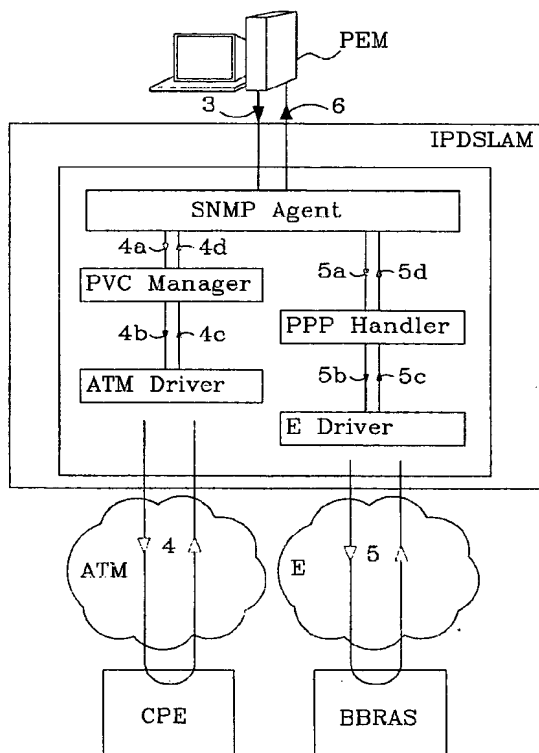 PEM
3
6
IPDSLAM
SNMP Agent
4a
4d
5a
5d
PVC Manager
PPP Handler
4b
4c
5b
5c
ATM Driver
E Driver
ATM
4
E
5
CPE
BBRAS